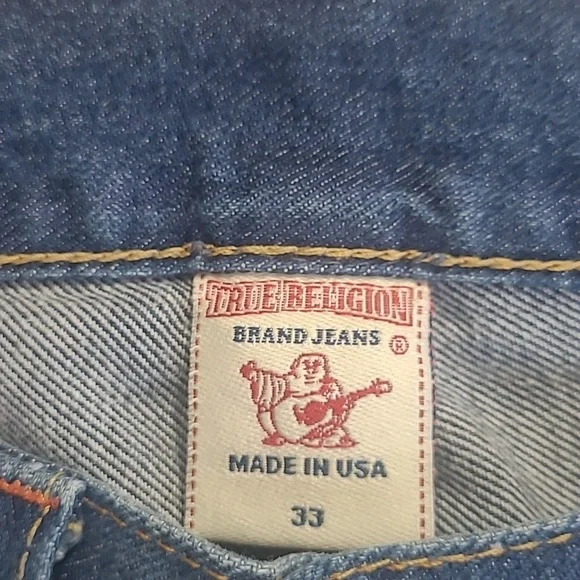 TRUE RELIGION
BRAND JEANS ®
MADE IN USA
33